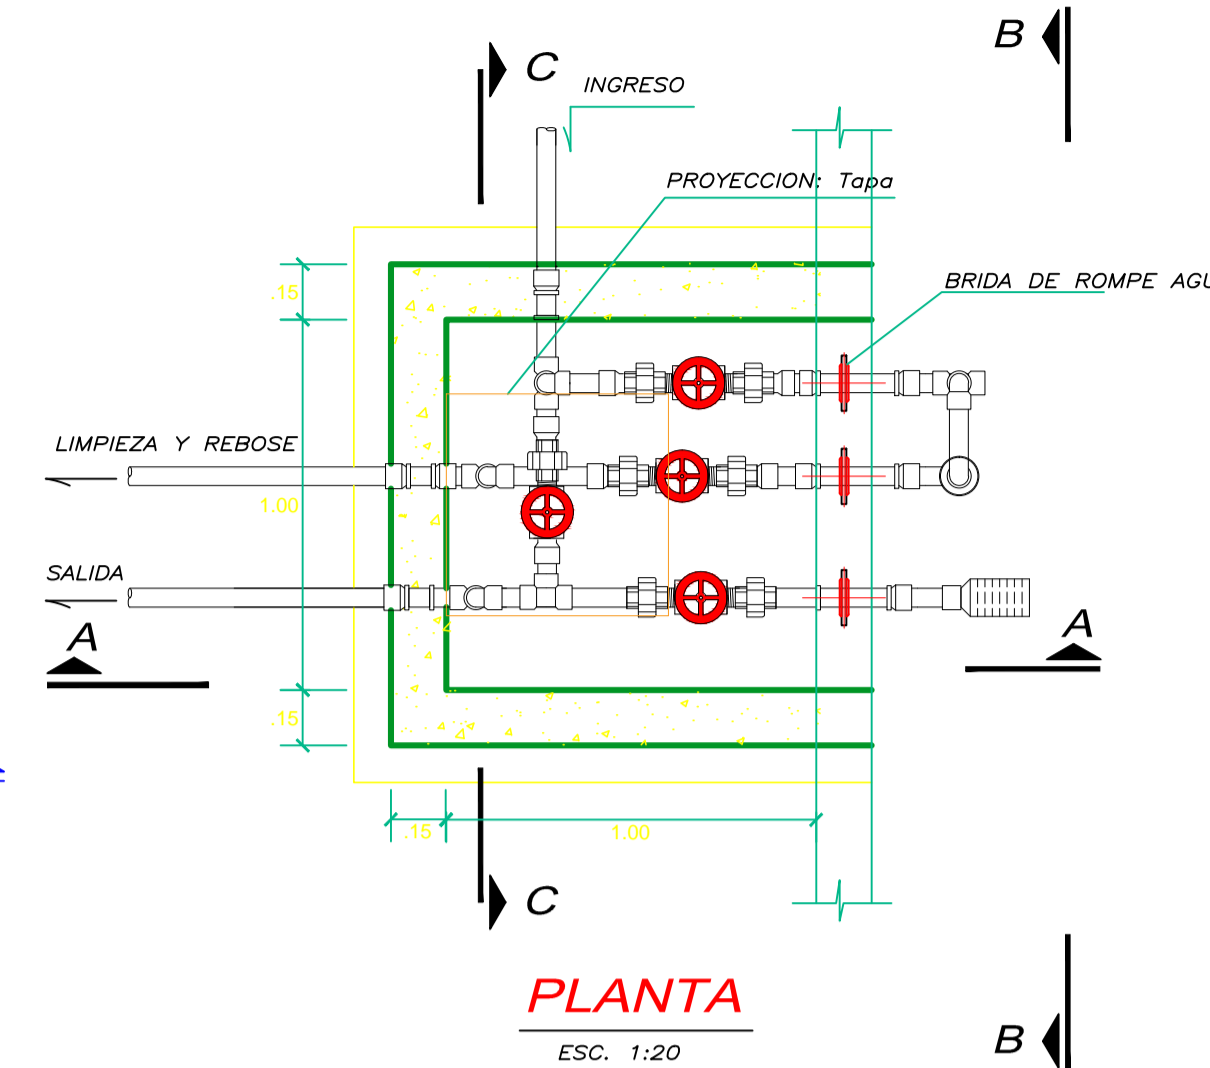 B
C
INGRESO
PROYECCION: Tapa
BRIDA DE ROMPE AGU
.15
LIMPIEZA Y REBOSE
1.00
SALIDA
A
A
.15
.15
1.00
C
PLANTA
ESC. 1:20
B